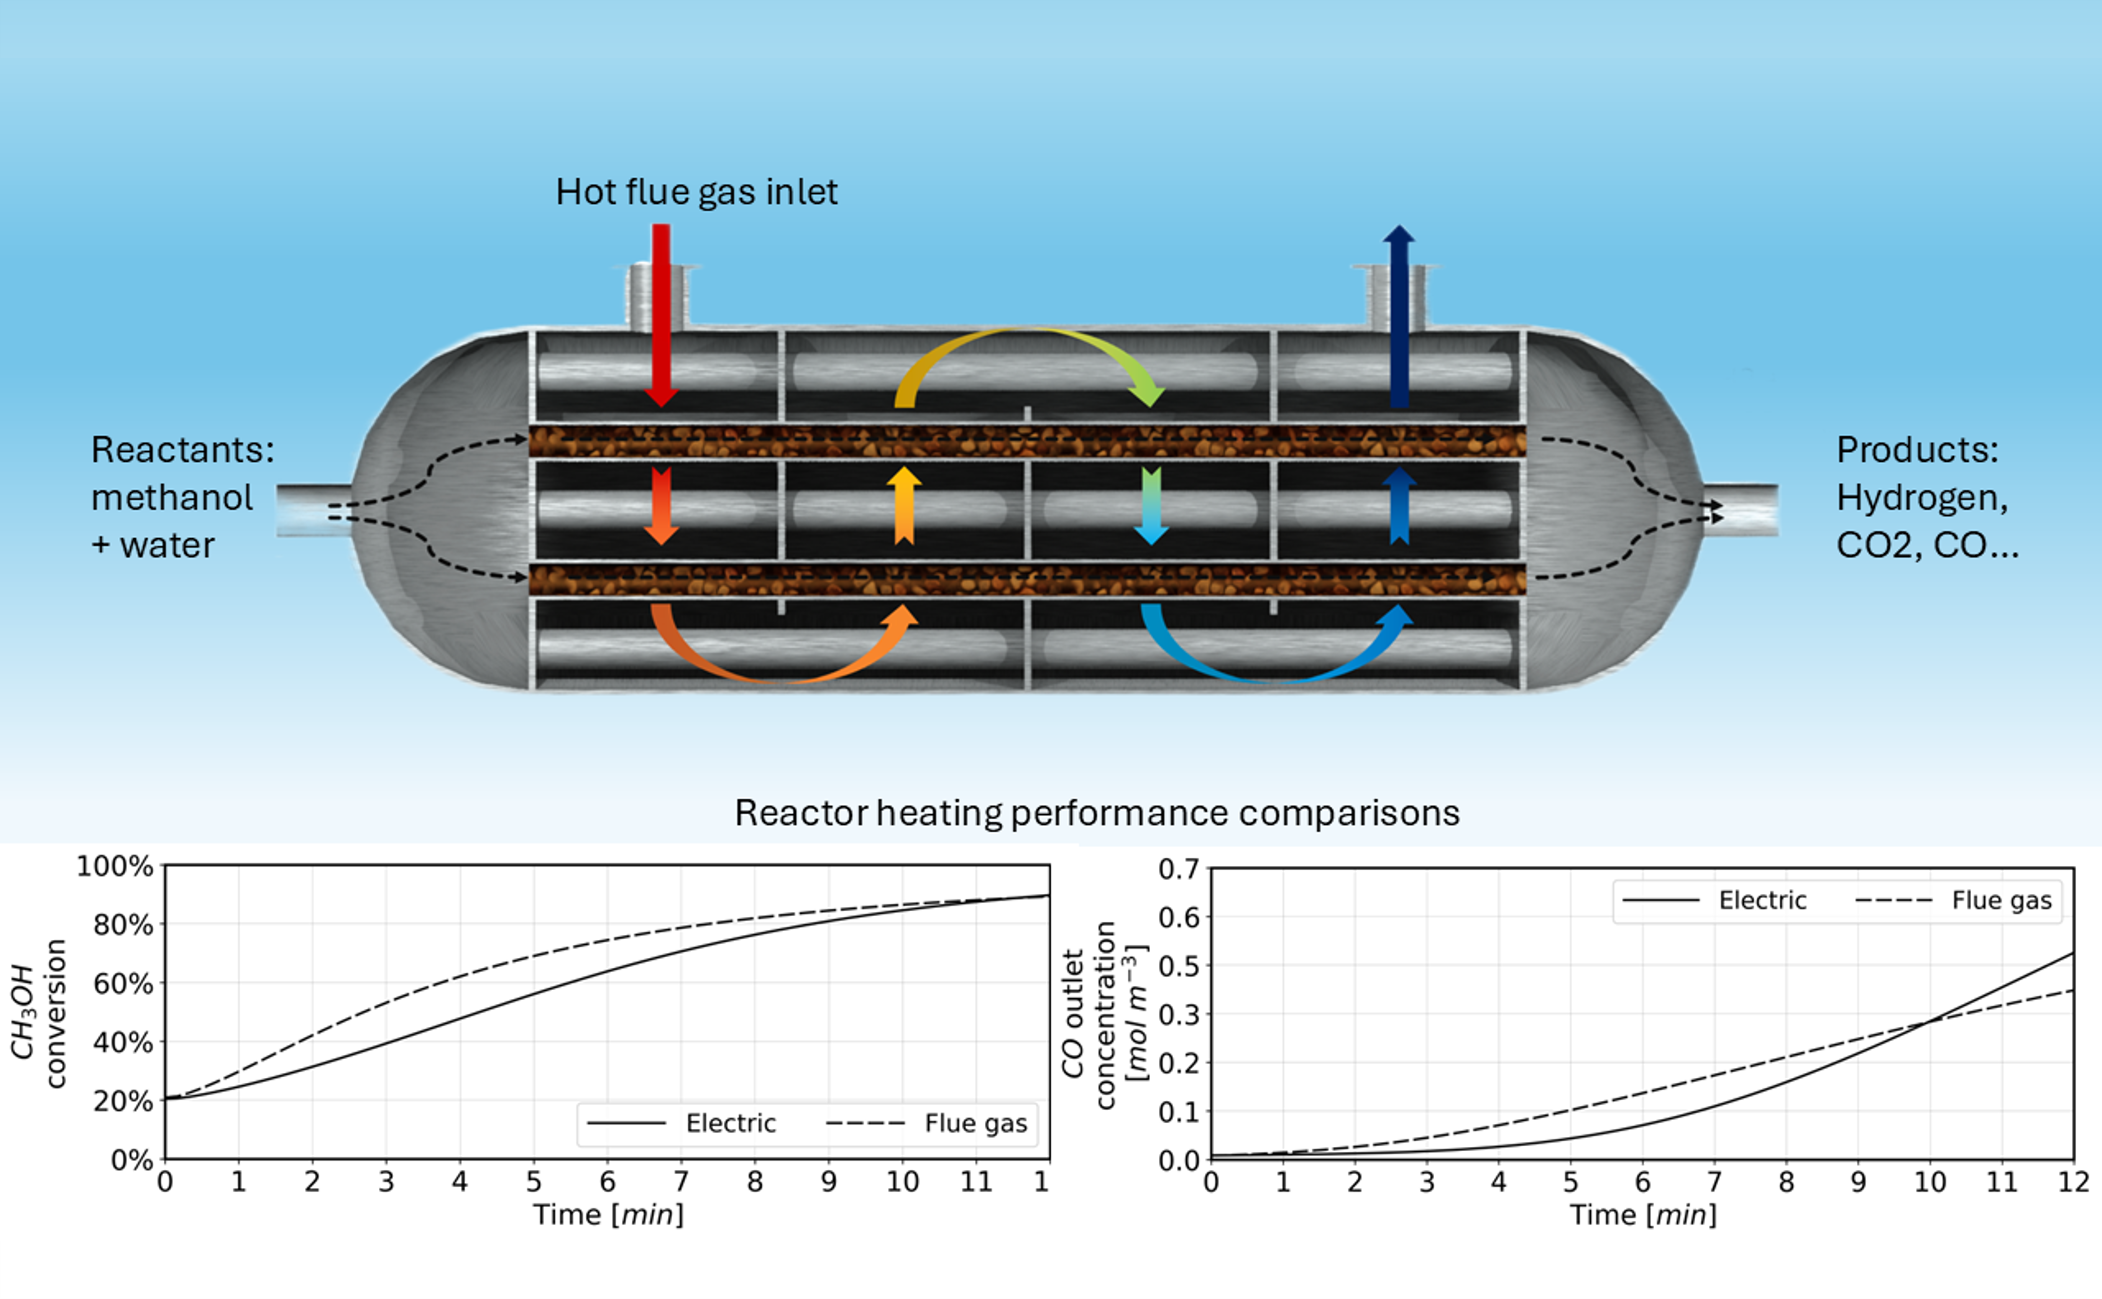 Hot flue gas inlet
Reactants:
methanol
+ water
Products:
Hydrogen,
CO2, CO...
Reactor heating performance comparisons
CH₃OH
conversion
100%
80%
60%
40%
20%
0%
Electric
Flue gas
0 1 2 3 4 5 6 7 8 9 10 11 1
Time [min]
CO outlet
concentration
[mol m⁻³]
0.7
0.6
0.5
0.3
0.2
0.1
0.0
Electric
Flue gas
0 1 2 3 4 5 6 7 8 9 10 11 12
Time [min]